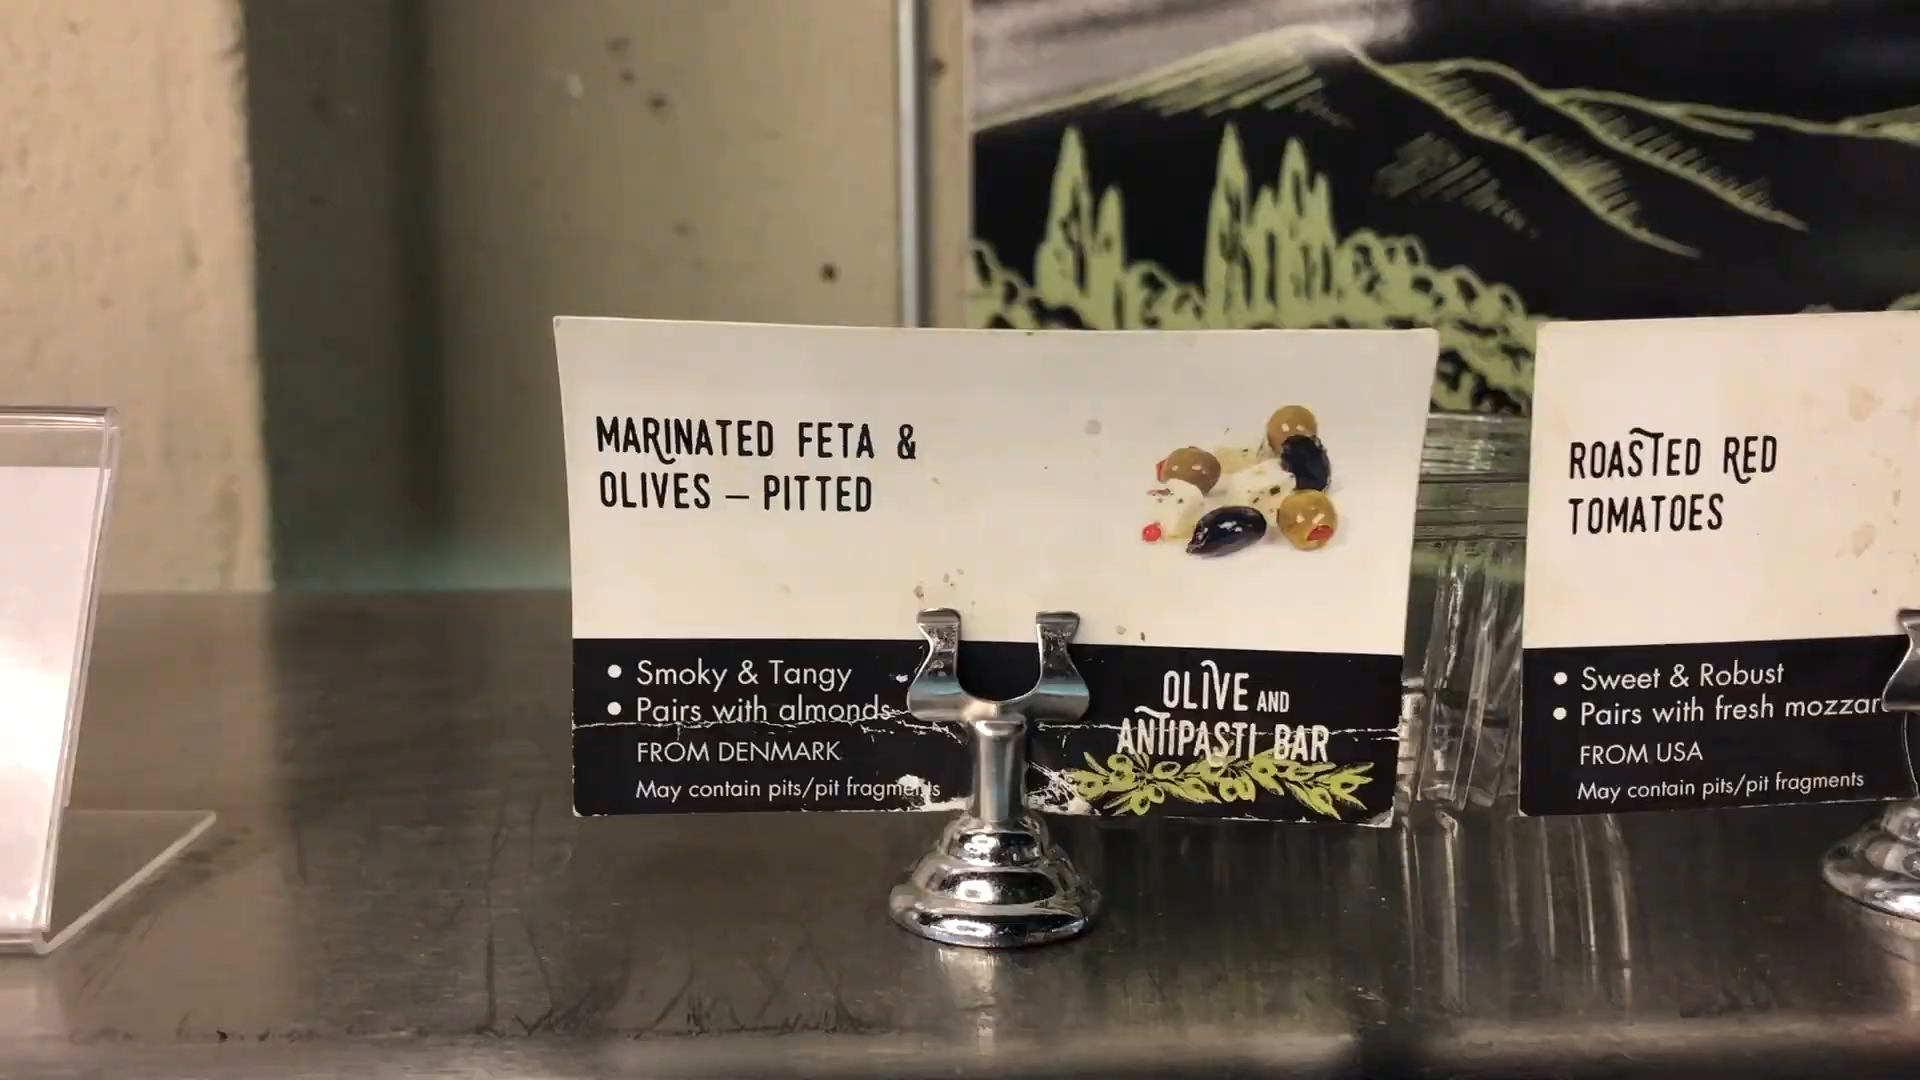 MARINATED FETA &
OLIVES – PITTED
• Smoky & Tangy
• Pairs with almonds
FROM DENMARK
May contain pits/pit fragments
OLIVE AND
ANTIPASTI BAR
ROASTED RED
TOMATOES
• Sweet & Robust
• Pairs with fresh mozzar
FROM USA
May contain pits/pit fragments